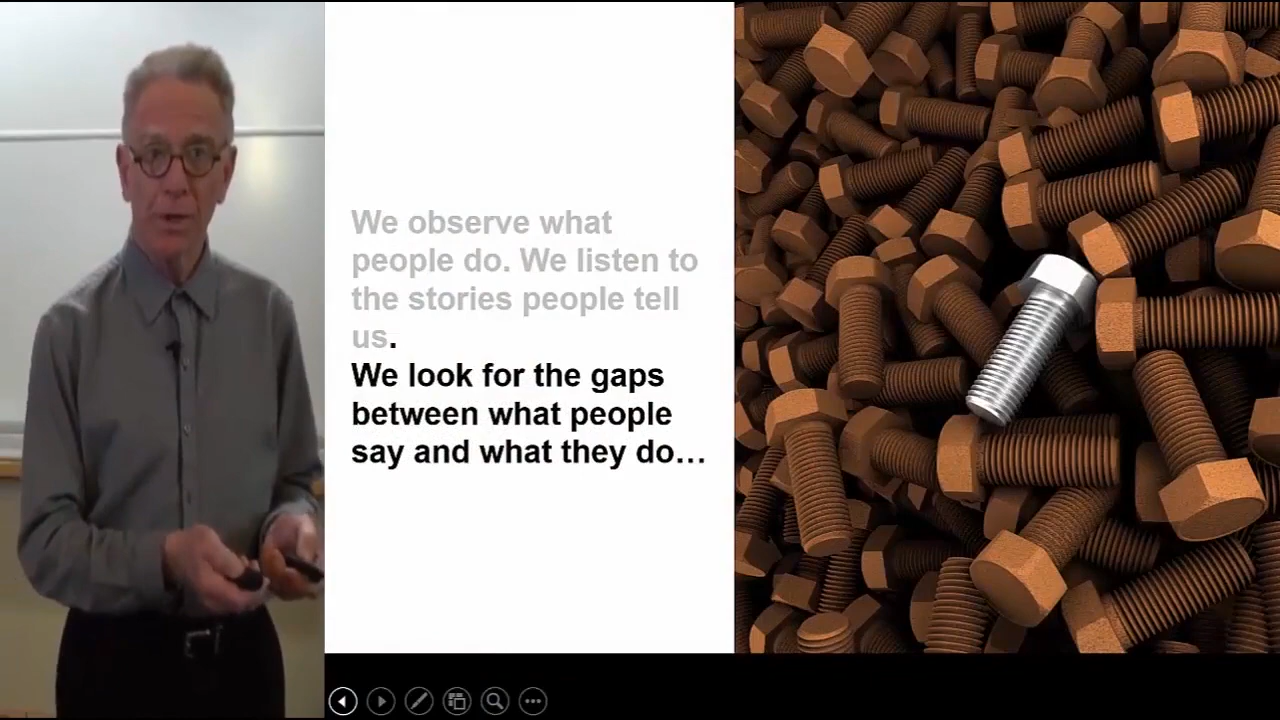 We observe what
people do. We listen to
the stories people tell
us.
We look for the gaps
between what people
say and what they do…